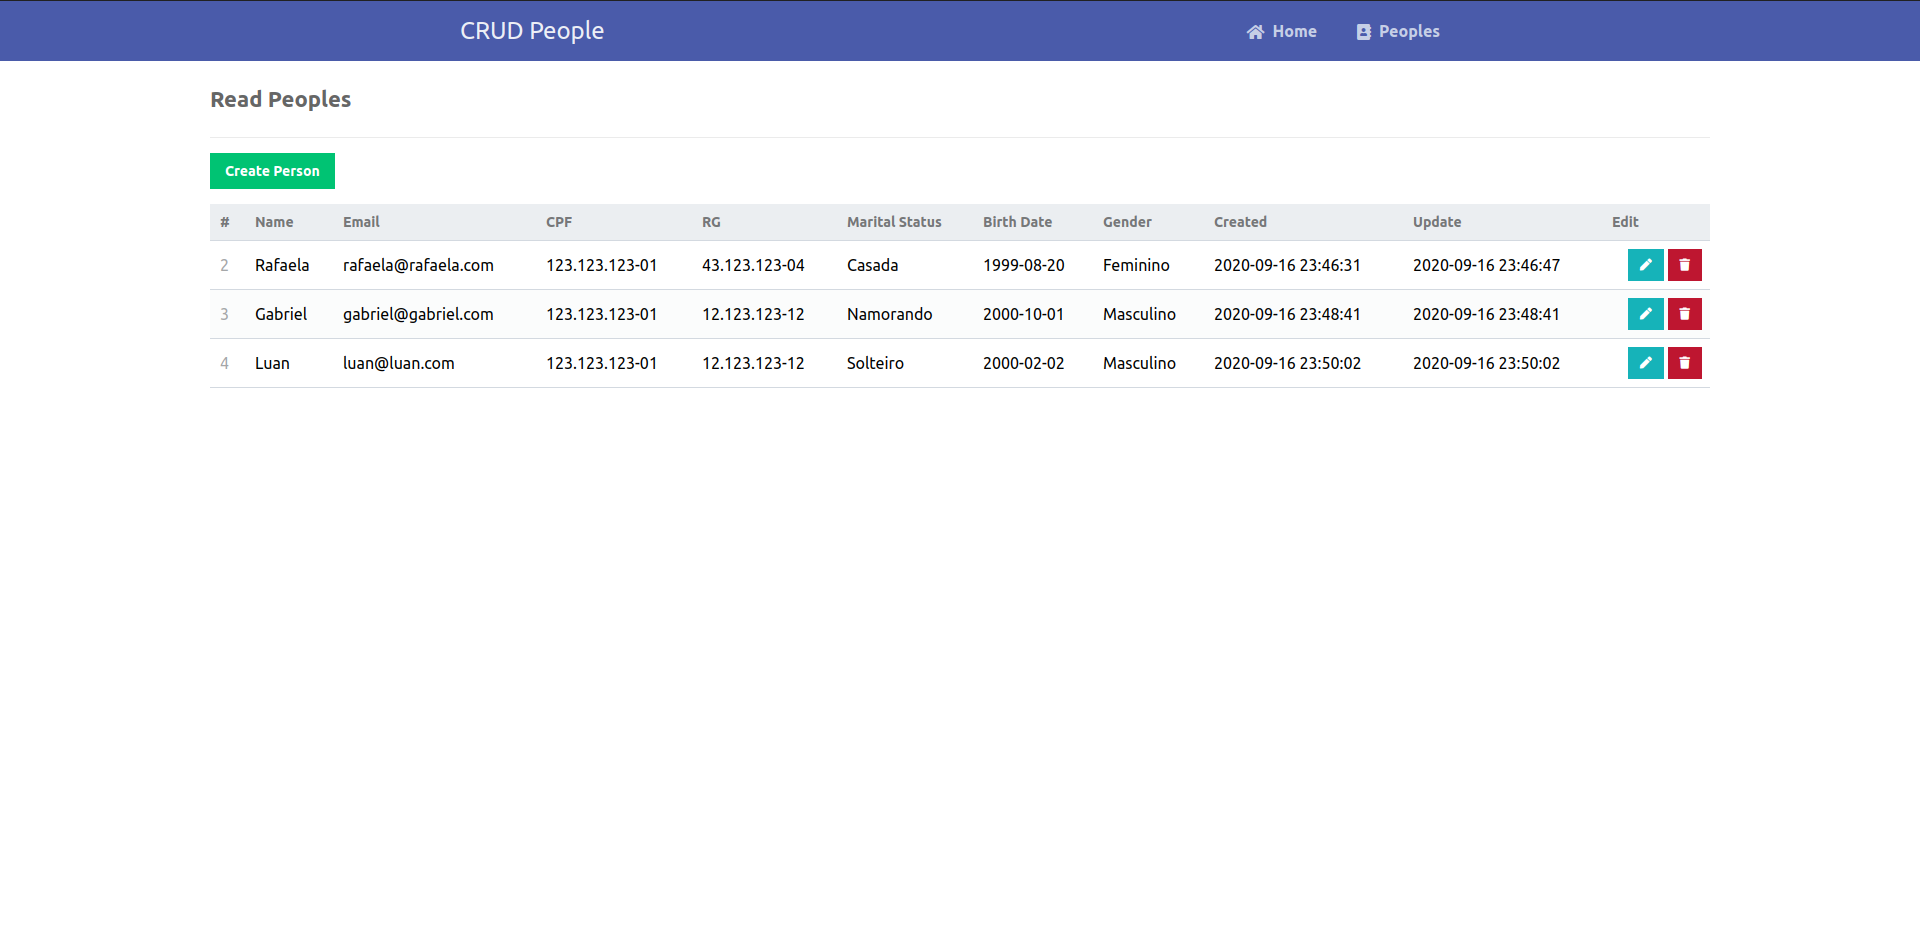 CRUD People Home Peoples
Read Peoples
Create Person
# Name Email CPF RG Marital Status Birth Date Gender Created Update Edit
2 Rafaela rafaela@rafaela.com 123.123.123-01 43.123.123-04 Casada 1999-08-20 Feminino 2020-09-16 23:46:31 2020-09-16 23:46:47
3 Gabriel gabriel@gabriel.com 123.123.123-01 12.123.123-12 Namorando 2000-10-01 Masculino 2020-09-16 23:48:41 2020-09-16 23:48:41
4 Luan luan@luan.com 123.123.123-01 12.123.123-12 Solteiro 2000-02-02 Masculino 2020-09-16 23:50:02 2020-09-16 23:50:02